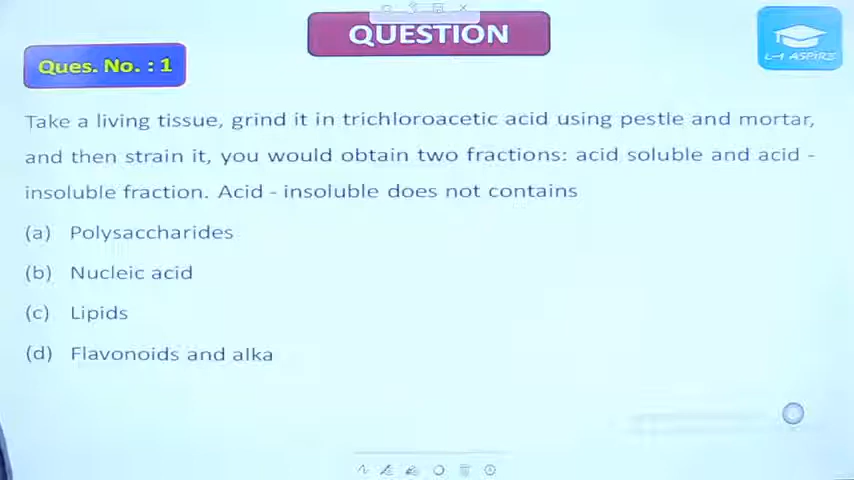 QUESTION
L-1 ASPIRE
Ques. No. : 1
Take a living tissue, grind it in trichloroacetic acid using pestle and mortar,
and then strain it, you would obtain two fractions: acid soluble and acid -
insoluble fraction. Acid - insoluble does not contains
(a) Polysaccharides
(b) Nucleic acid
(c) Lipids
(d) Flavonoids and alka